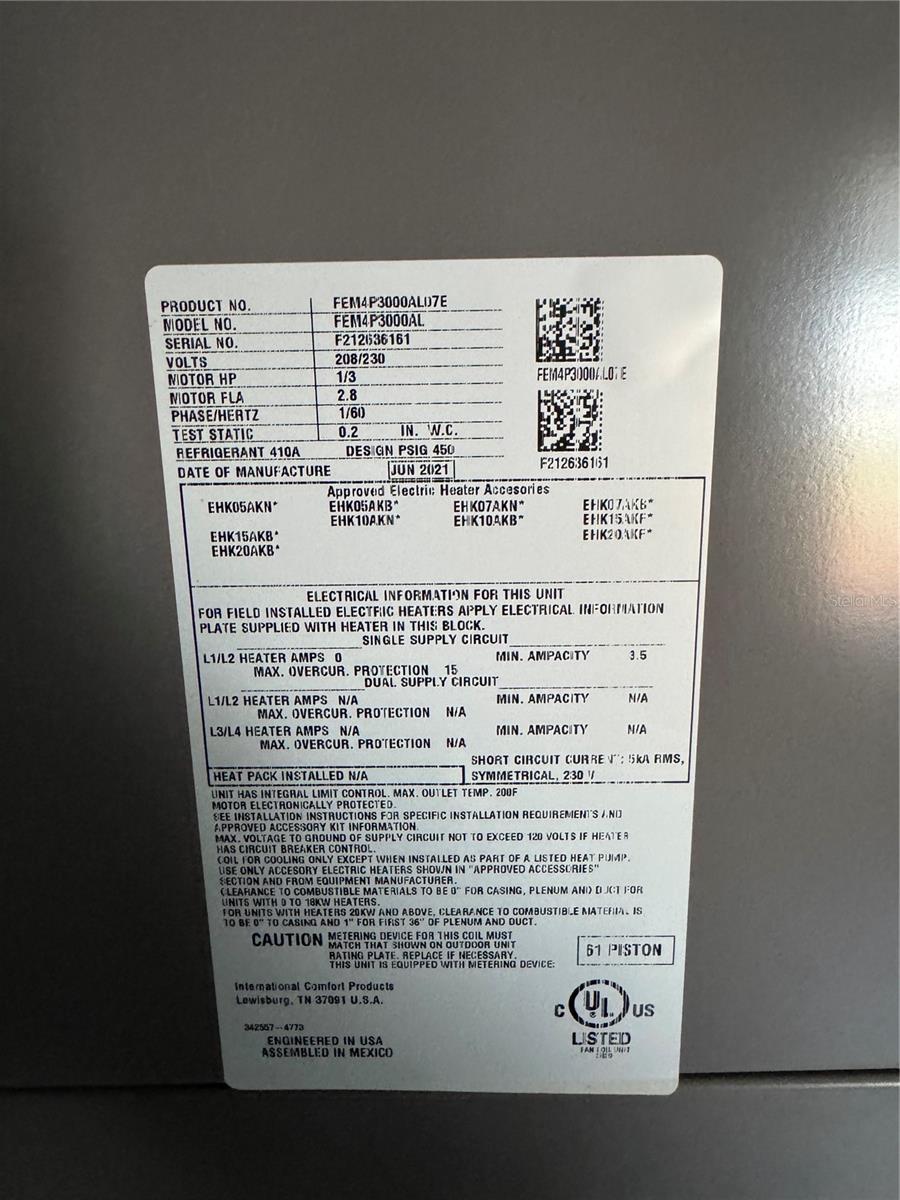 PRODUCT NO. FEM4P3000AL07E
MODEL NO. FEM4P3000AL
SERIAL NO. F212636161
VOLTS 208/230
MOTOR HP 1/3
MOTOR FLA 2.8
PHASE/HERTZ 1/60
TEST STATIC 0.2 IN. W.C.
REFRIGERANT 410A DESIGN PSIG 450
DATE OF MANUFACTURE JUN 2021
FEM4P3000AL07E
F212636161
Approved Electric Heater Accesories
EHK05AKN* EHK05AKB* EHK07AKN* EHK07AKB*
EHK10AKN* EHK10AKB* EHK15AKF*
EHK15AKB* EHK20AKF*
EHK20AKB*
ELECTRICAL INFORMATION FOR THIS UNIT
FOR FIELD INSTALLED ELECTRIC HEATERS APPLY ELECTRICAL INFORMATION
PLATE SUPPLIED WITH HEATER IN THIS BLOCK.
SINGLE SUPPLY CIRCUIT
L1/L2 HEATER AMPS 0 MIN. AMPACITY 3.5
MAX. OVERCUR. PROTECTION 15
DUAL SUPPLY CIRCUIT
L1/L2 HEATER AMPS N/A MIN. AMPACITY N/A
MAX. OVERCUR. PROTECTION N/A
L3/L4 HEATER AMPS N/A MIN. AMPACITY N/A
MAX. OVERCUR. PROTECTION N/A
SHORT CIRCUIT CURRENT: 5kA RMS,
HEAT PACK INSTALLED N/A SYMMETRICAL, 230 V
UNIT HAS INTEGRAL LIMIT CONTROL. MAX. OUTLET TEMP. 200F
MOTOR ELECTRONICALLY PROTECTED.
SEE INSTALLATION INSTRUCTIONS FOR SPECIFIC INSTALLATION REQUIREMENTS AND
APPROVED ACCESSORY KIT INFORMATION.
MAX. VOLTAGE TO GROUND OF SUPPLY CIRCUIT NOT TO EXCEED 120 VOLTS IF HEATER
HAS CIRCUIT BREAKER CONTROL.
COIL FOR COOLING ONLY EXCEPT WHEN INSTALLED AS PART OF A LISTED HEAT PUMP.
USE ONLY ACCESORY ELECTRIC HEATERS SHOWN IN "APPROVED ACCESSORIES"
SECTION AND FROM EQUIPMENT MANUFACTURER.
CLEARANCE TO COMBUSTIBLE MATERIALS TO BE 0" FOR CASING, PLENUM AND DUCT FOR
UNITS WITH 0 TO 18KW HEATERS.
FOR UNITS WITH HEATERS 20KW AND ABOVE, CLEARANCE TO COMBUSTIBLE MATERIAL IS
TO BE 0" TO CASING AND 1" FOR FIRST 36" OF PLENUM AND DUCT.
CAUTION METERING DEVICE FOR THIS COIL MUST
MATCH THAT SHOWN ON OUTDOOR UNIT
RATING PLATE. REPLACE IF NECESSARY.
THIS UNIT IS EQUIPPED WITH METERING DEVICE:
61 PISTON
International Comfort Products
Lewisburg, TN 37091 U.S.A.
342557-4773
ENGINEERED IN USA
ASSEMBLED IN MEXICO
C UL US
LISTED
FAN COIL UNIT
Stellar MLS